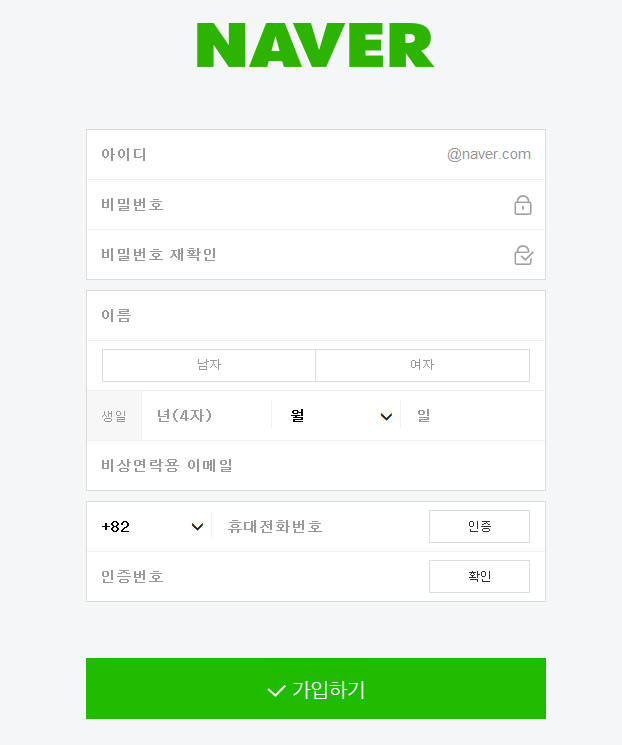 NAVER
아이디 @naver.com
비밀번호
비밀번호 재확인
이름
남자 여자
생일 년(4자) 월 일
비상연락용 이메일
+82 휴대전화번호 인증
인증번호 확인
가입하기